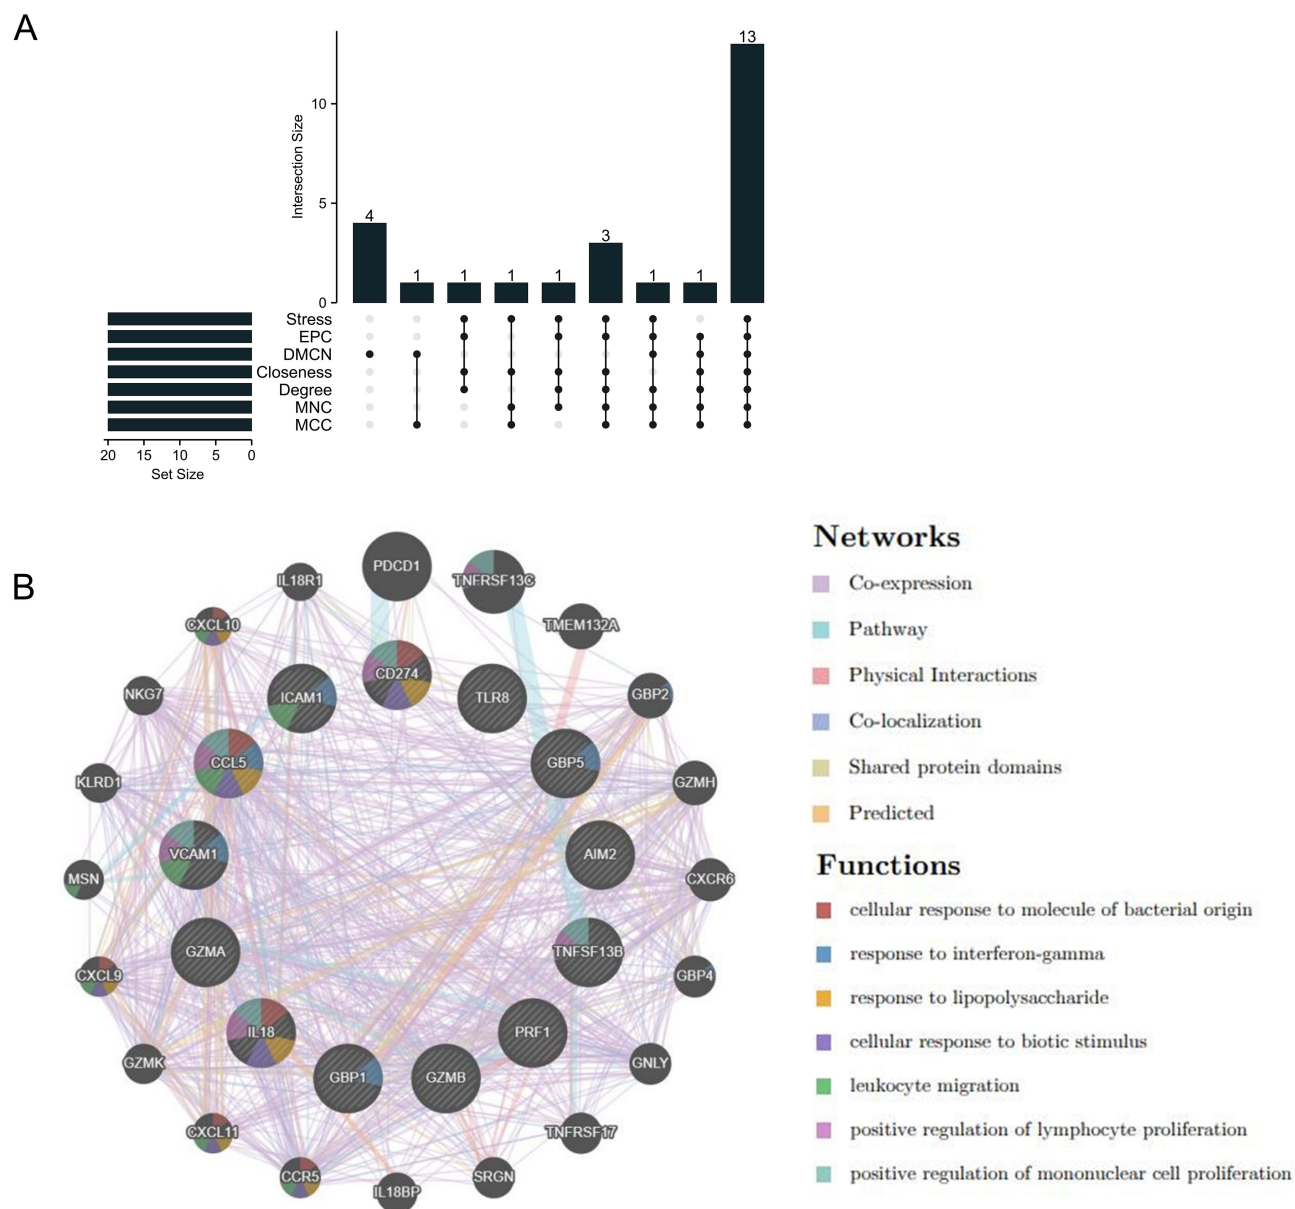 A
Intersection Size
10
5
0
4
1
1
1
1
3
1
1
13
Stress
EPC
DMCN
Closeness
Degree
MNC
MCC
20 15 10 5 0
Set Size
B
PDCD1
IL18R1
TNFRSF13C
CXCL10
TMEM132A
CD274
ICAM1
TLR8
NKG7
GBP2
CCL5
GBP5
KLRD1
GZMH
VCAM1
AIM2
MSN
CXCR6
GZMA
TNFSF13B
CXCL9
GBP4
IL18
PRF1
GZMK
GNLY
GBP1
GZMB
CXCL11
TNFRSF17
CCR5
SRGN
IL18BP
Networks
Co-expression
Pathway
Physical Interactions
Co-localization
Shared protein domains
Predicted
Functions
cellular response to molecule of bacterial origin
response to interferon-gamma
response to lipopolysaccharide
cellular response to biotic stimulus
leukocyte migration
positive regulation of lymphocyte proliferation
positive regulation of mononuclear cell proliferation